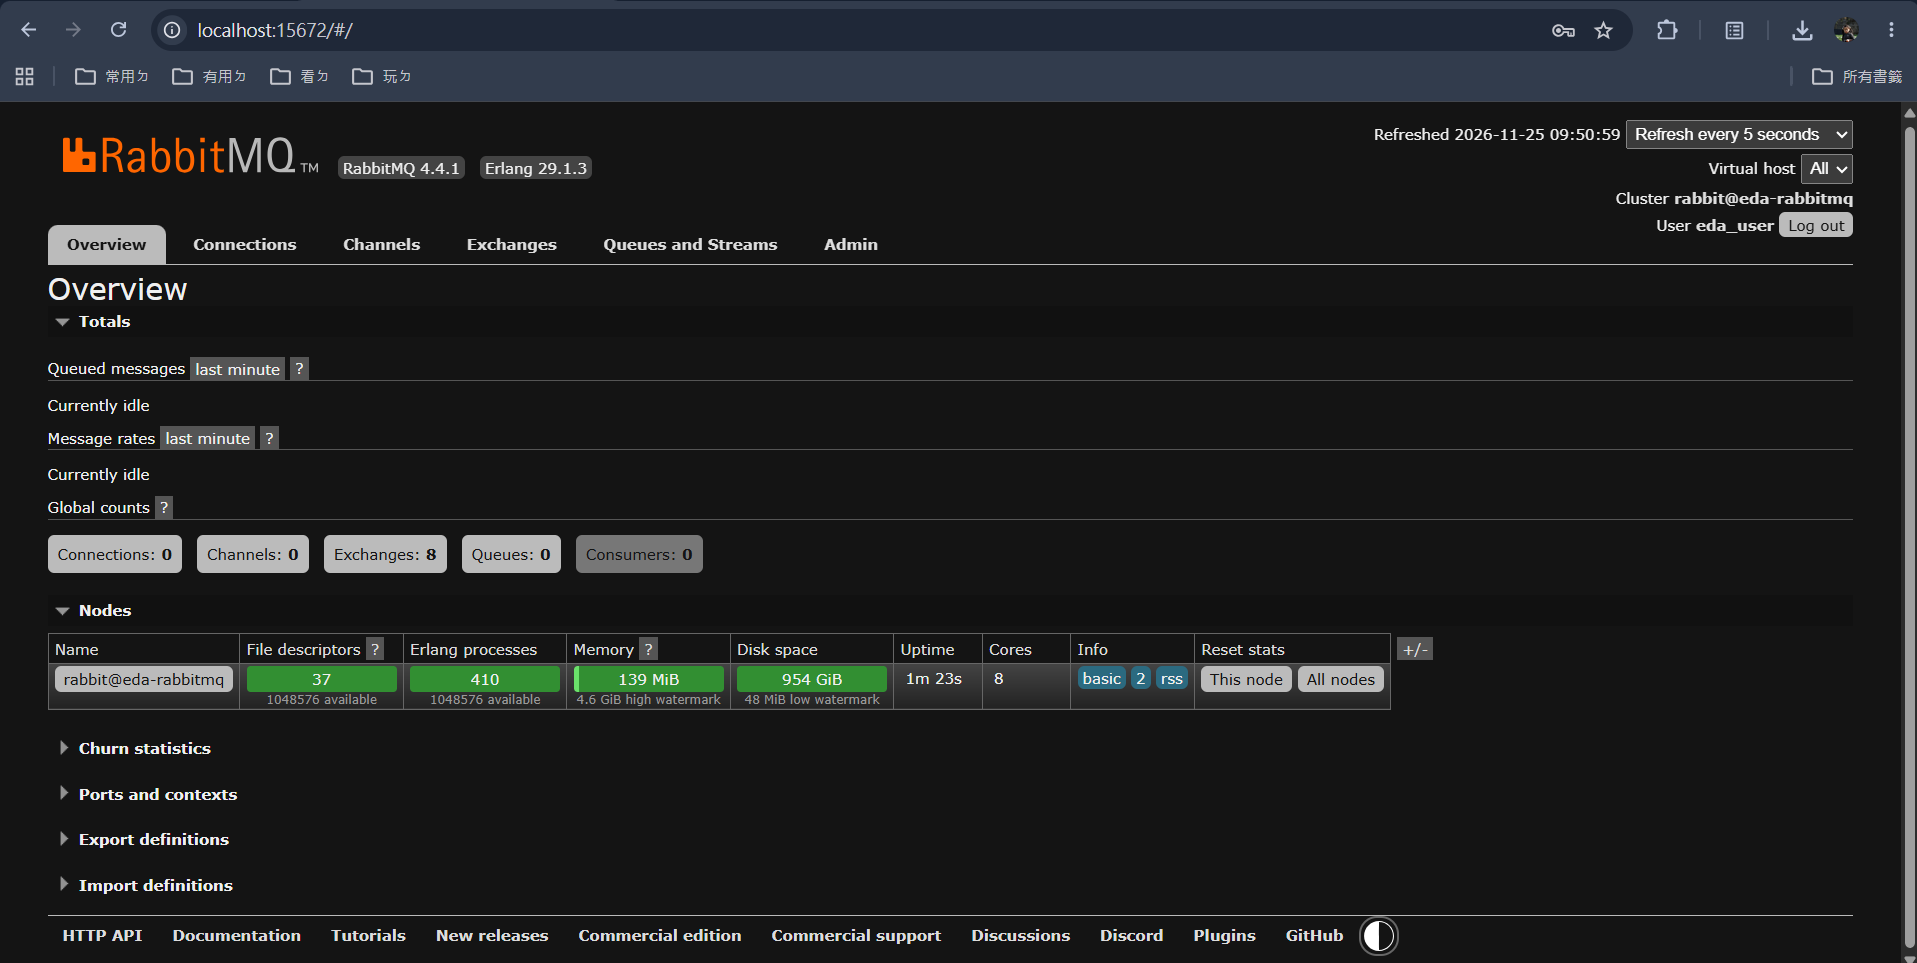 localhost:15672/#/
常用ㄉ 有用ㄉ 看ㄉ 玩ㄉ 所有書籤
RabbitMQ TM RabbitMQ 4.4.1 Erlang 29.1.3
Refreshed 2026-11-25 09:50:59 Refresh every 5 seconds
Virtual host All
Cluster rabbit@eda-rabbitmq
User eda_user Log out
Overview Connections Channels Exchanges Queues and Streams Admin
Overview
Totals
Queued messages last minute ?
Currently idle
Message rates last minute ?
Currently idle
Global counts ?
Connections: 0 Channels: 0 Exchanges: 8 Queues: 0 Consumers: 0
Nodes
Name File descriptors ? Erlang processes Memory ? Disk space Uptime Cores Info Reset stats +/-
rabbit@eda-rabbitmq 37 410 139 MiB 954 GiB 1m 23s 8 basic 2 rss This node All nodes
1048576 available 1048576 available 4.6 GiB high watermark 48 MiB low watermark
Churn statistics
Ports and contexts
Export definitions
Import definitions
HTTP API Documentation Tutorials New releases Commercial edition Commercial support Discussions Discord Plugins GitHub